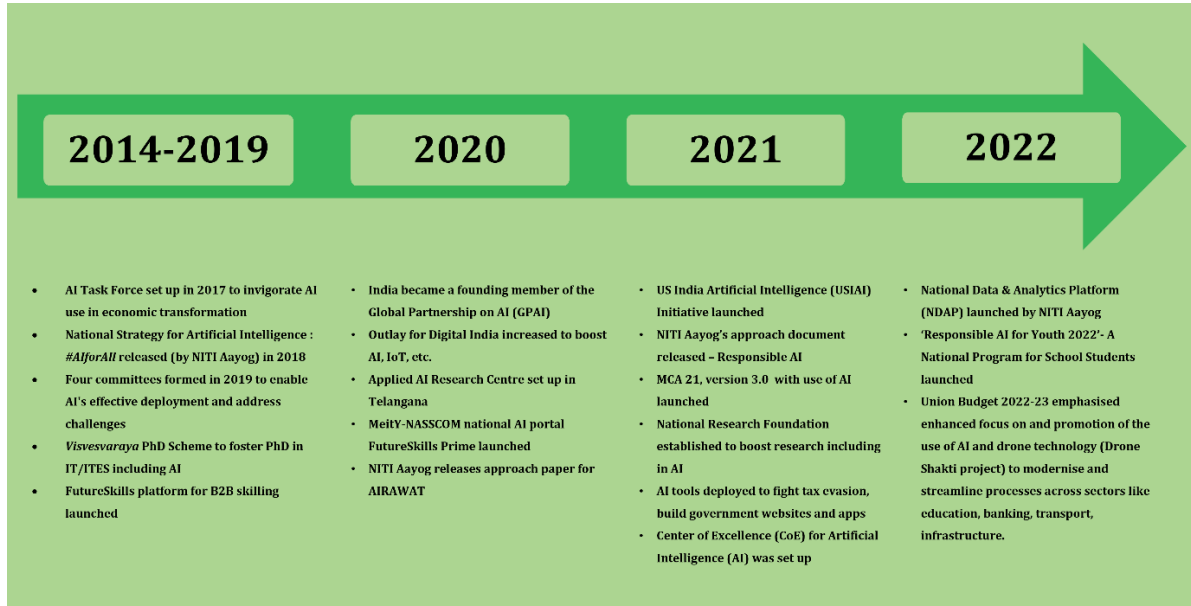 2014-2019
2020
2021
2022
• AI Task Force set up in 2017 to invigorate AI
use in economic transformation
• National Strategy for Artificial Intelligence :
#AIforAll released (by NITI Aayog) in 2018
• Four committees formed in 2019 to enable
AI's effective deployment and address
challenges
• Visvesvaraya PhD Scheme to foster PhD in
IT/ITES including AI
• FutureSkills platform for B2B skilling
launched
• India became a founding member of the
Global Partnership on AI (GPAI)
• Outlay for Digital India increased to boost
AI, IoT, etc.
• Applied AI Research Centre set up in
Telangana
• MeitY-NASSCOM national AI portal
FutureSkills Prime launched
• NITI Aayog releases approach paper for
AIRAWAT
• US India Artificial Intelligence (USIAI)
Initiative launched
• NITI Aayog's approach document
released – Responsible AI
• MCA 21, version 3.0 with use of AI
launched
• National Research Foundation
established to boost research including
in AI
• AI tools deployed to fight tax evasion,
build government websites and apps
• Center of Excellence (CoE) for Artificial
Intelligence (AI) was set up
• National Data & Analytics Platform
(NDAP) launched by NITI Aayog
• 'Responsible AI for Youth 2022'- A
National Program for School Students
launched
• Union Budget 2022-23 emphasised
enhanced focus on and promotion of the
use of AI and drone technology (Drone
Shakti project) to modernise and
streamline processes across sectors like
education, banking, transport,
infrastructure.